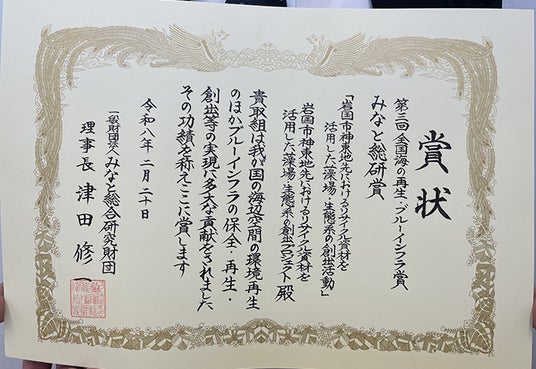 賞状
第三回全国海の再生・ブルーインフラ賞
みなと総研賞
「岩国市神東地先におけるリサイクル資材を
活用した藻場・生態系の創出活動」
岩国市神東地先におけるリサイクル資材を
活用した藻場・生態系の創出プロジェクト 殿
貴取組は我が国の海辺空間の環境再生
のほかブルーインフラの保全・再生・
創出等の実現に多大な貢献をされました
その功績を称えここに賞します
令和八年二月二十日
一般財団法人みなと総合研究財団
理事長 津田修一